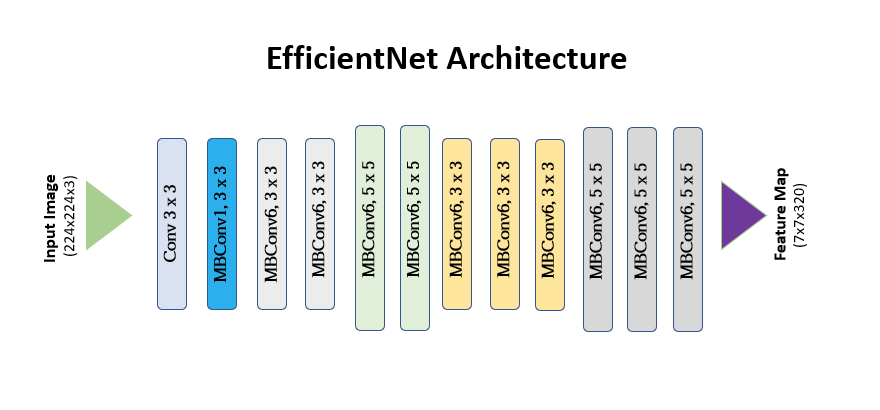 EfficientNet Architecture
Input Image
(224x224x3)
Conv 3 x 3
MBConv1, 3 x 3
MBConv6, 3 x 3
MBConv6, 3 x 3
MBConv6, 5 x 5
MBConv6, 5 x 5
MBConv6, 3 x 3
MBConv6, 3 x 3
MBConv6, 3 x 3
MBConv6, 5 x 5
MBConv6, 5 x 5
MBConv6, 5 x 5
Feature Map
(7x7x320)